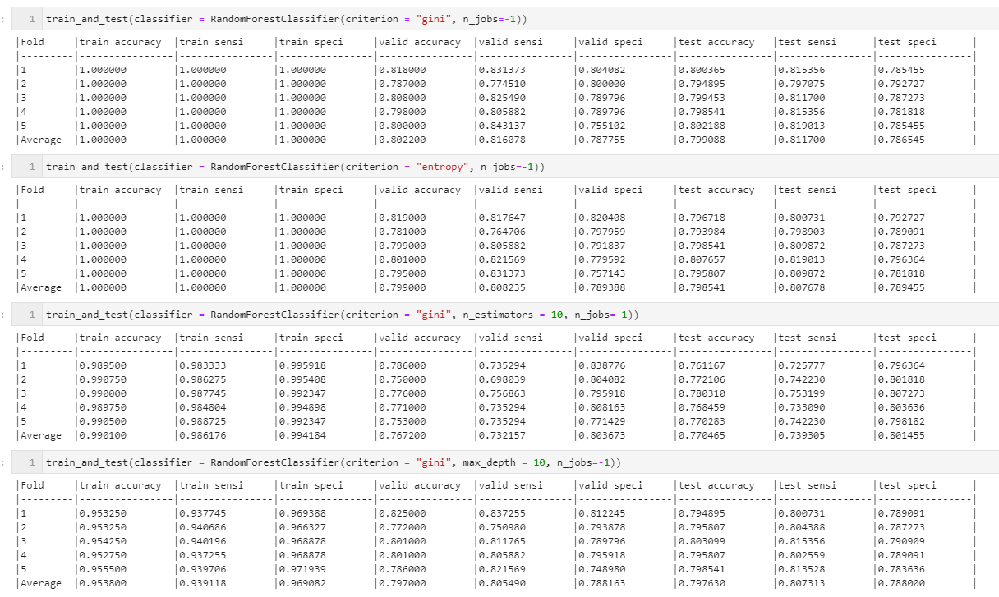 : 1 train_and_test(classifier = RandomForestClassifier(criterion = "gini", n_jobs=-1))
|Fold |train accuracy |train sensi |train speci |valid accuracy |valid sensi |valid speci |test accuracy |test sensi |test speci |
|---------|----------------|----------------|----------------|----------------|----------------|----------------|----------------|----------------|----------------|
|1 |1.000000 |1.000000 |1.000000 |0.818000 |0.831373 |0.804082 |0.800365 |0.815356 |0.785455 |
|2 |1.000000 |1.000000 |1.000000 |0.787000 |0.774510 |0.800000 |0.794895 |0.797075 |0.792727 |
|3 |1.000000 |1.000000 |1.000000 |0.808000 |0.825490 |0.789796 |0.799453 |0.811700 |0.787273 |
|4 |1.000000 |1.000000 |1.000000 |0.798000 |0.805882 |0.789796 |0.798541 |0.815356 |0.781818 |
|5 |1.000000 |1.000000 |1.000000 |0.800000 |0.843137 |0.755102 |0.802188 |0.819013 |0.785455 |
|Average |1.000000 |1.000000 |1.000000 |0.802200 |0.816078 |0.787755 |0.799088 |0.811700 |0.786545 |
: 1 train_and_test(classifier = RandomForestClassifier(criterion = "entropy", n_jobs=-1))
|Fold |train accuracy |train sensi |train speci |valid accuracy |valid sensi |valid speci |test accuracy |test sensi |test speci |
|---------|----------------|----------------|----------------|----------------|----------------|----------------|----------------|----------------|----------------|
|1 |1.000000 |1.000000 |1.000000 |0.819000 |0.817647 |0.820408 |0.796718 |0.800731 |0.792727 |
|2 |1.000000 |1.000000 |1.000000 |0.781000 |0.764706 |0.797959 |0.793984 |0.798903 |0.789091 |
|3 |1.000000 |1.000000 |1.000000 |0.799000 |0.805882 |0.791837 |0.798541 |0.809872 |0.787273 |
|4 |1.000000 |1.000000 |1.000000 |0.801000 |0.821569 |0.779592 |0.807657 |0.819013 |0.796364 |
|5 |1.000000 |1.000000 |1.000000 |0.795000 |0.831373 |0.757143 |0.795807 |0.809872 |0.781818 |
|Average |1.000000 |1.000000 |1.000000 |0.799000 |0.808235 |0.789388 |0.798541 |0.807678 |0.789455 |
: 1 train_and_test(classifier = RandomForestClassifier(criterion = "gini", n_estimators = 10, n_jobs=-1))
|Fold |train accuracy |train sensi |train speci |valid accuracy |valid sensi |valid speci |test accuracy |test sensi |test speci |
|---------|----------------|----------------|----------------|----------------|----------------|----------------|----------------|----------------|----------------|
|1 |0.989500 |0.983333 |0.995918 |0.786000 |0.735294 |0.838776 |0.761167 |0.725777 |0.796364 |
|2 |0.990750 |0.986275 |0.995408 |0.750000 |0.698039 |0.804082 |0.772106 |0.742230 |0.801818 |
|3 |0.990000 |0.987745 |0.992347 |0.776000 |0.756863 |0.795918 |0.780310 |0.753199 |0.807273 |
|4 |0.989750 |0.984804 |0.994898 |0.771000 |0.735294 |0.808163 |0.768459 |0.733090 |0.803636 |
|5 |0.990500 |0.988725 |0.992347 |0.753000 |0.735294 |0.771429 |0.770283 |0.742230 |0.798182 |
|Average |0.990100 |0.986176 |0.994184 |0.767200 |0.732157 |0.803673 |0.770465 |0.739305 |0.801455 |
: 1 train_and_test(classifier = RandomForestClassifier(criterion = "gini", max_depth = 10, n_jobs=-1))
|Fold |train accuracy |train sensi |train speci |valid accuracy |valid sensi |valid speci |test accuracy |test sensi |test speci |
|---------|----------------|----------------|----------------|----------------|----------------|----------------|----------------|----------------|----------------|
|1 |0.953250 |0.937745 |0.969388 |0.825000 |0.837255 |0.812245 |0.794895 |0.800731 |0.789091 |
|2 |0.953250 |0.940686 |0.966327 |0.772000 |0.750980 |0.793878 |0.795807 |0.804388 |0.787273 |
|3 |0.954250 |0.940196 |0.968878 |0.801000 |0.811765 |0.789796 |0.803099 |0.815356 |0.790909 |
|4 |0.952750 |0.937255 |0.968878 |0.801000 |0.805882 |0.795918 |0.795807 |0.802559 |0.789091 |
|5 |0.955500 |0.939706 |0.971939 |0.786000 |0.821569 |0.748980 |0.798541 |0.813528 |0.783636 |
|Average |0.953800 |0.939118 |0.969082 |0.797000 |0.805490 |0.788163 |0.797630 |0.807313 |0.788000 |